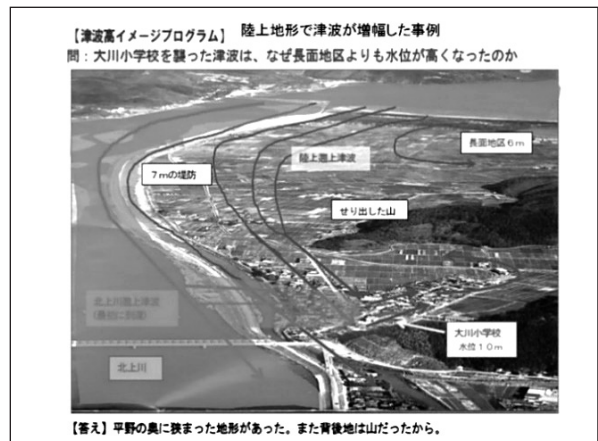 【津波高イメージプログラム】 陸上地形で津波が増幅した事例
問：大川小学校を襲った津波は、なぜ長面地区よりも水位が高くなったのか
長面地区６ｍ
陸上遡上津波
７ｍの堤防
せり出した山
北上川遡上津波
(最初に到達)
大川小学校
水位１０ｍ
北上川
【答え】平野の奥に狭まった地形があった。また背後地は山だったから。